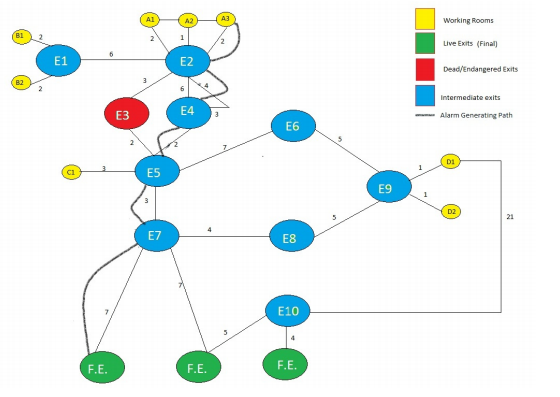 A1
A2
A3
Working Rooms
B1
2
2
1
2
Live Exits (Final)
E1
6
E2
Dead/Endangered Exits
B2
2
3
6
4
Intermediate exits
E3
E4
3
Alarm Generating Path
E6
2
2
7
5
C1
3
E5
1
D1
E9
3
1
D2
21
E7
4
E8
5
7
7
E10
5
4
F.E.
F.E.
F.E.